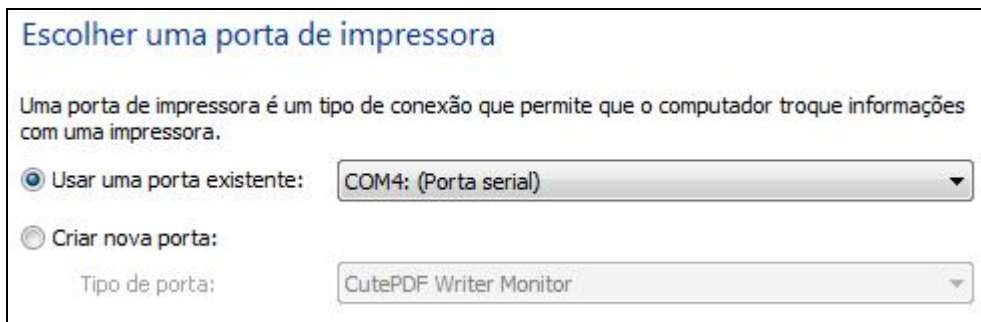 Escolher uma porta de impressora
Uma porta de impressora é um tipo de conexão que permite que o computador troque informações
com uma impressora.
Usar uma porta existente: COM4: (Porta serial)
Criar nova porta:
Tipo de porta: CutePDF Writer Monitor